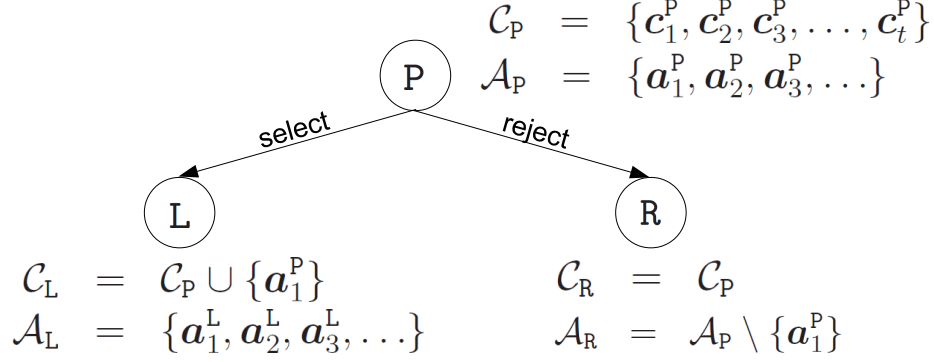 𝒞_P = {𝒄_1^P, 𝒄_2^P, 𝒄_3^P, . . . , 𝒄_t^P}
P
𝒜_P = {𝒂_1^P, 𝒂_2^P, 𝒂_3^P, . . .}
select
reject
L
R
𝒞_L = 𝒞_P ∪ {𝒂_1^P}
𝒞_R = 𝒞_P
𝒜_L = {𝒂_1^L, 𝒂_2^L, 𝒂_3^L, . . .}
𝒜_R = 𝒜_P \ {𝒂_1^P}